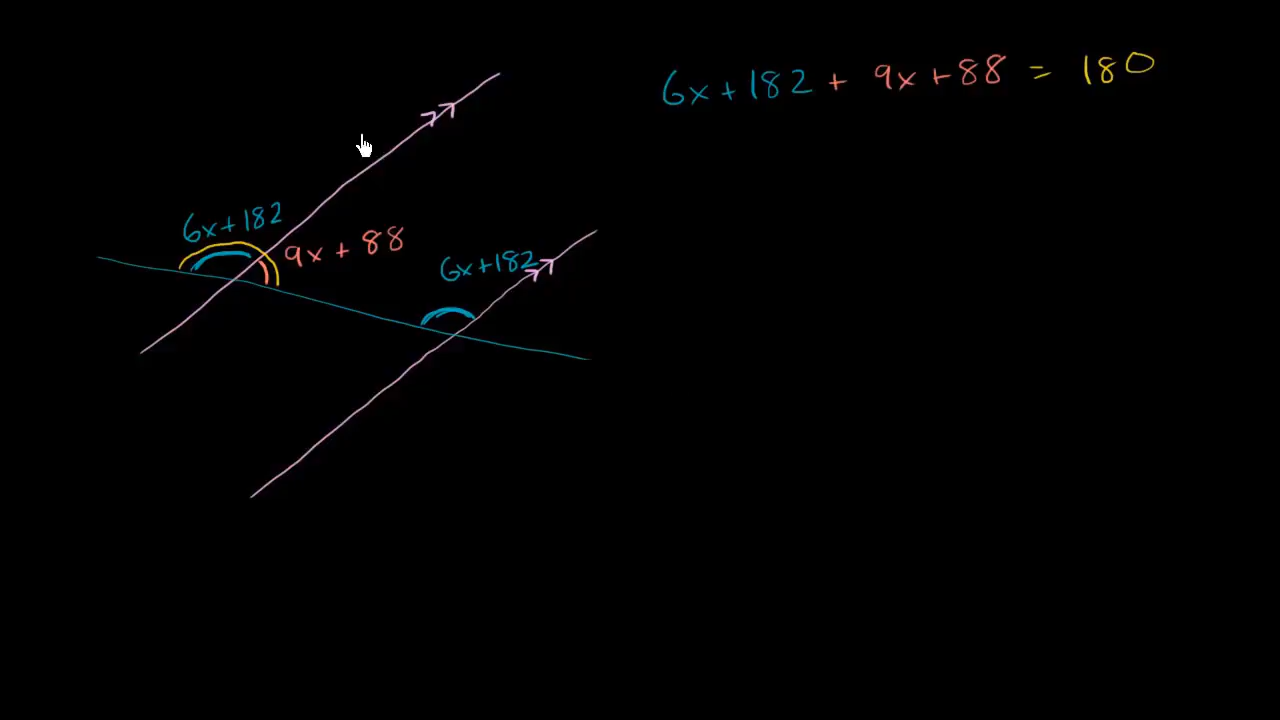 6x+182 + 9x+88 = 180
6x+182
9x + 88
6x+182